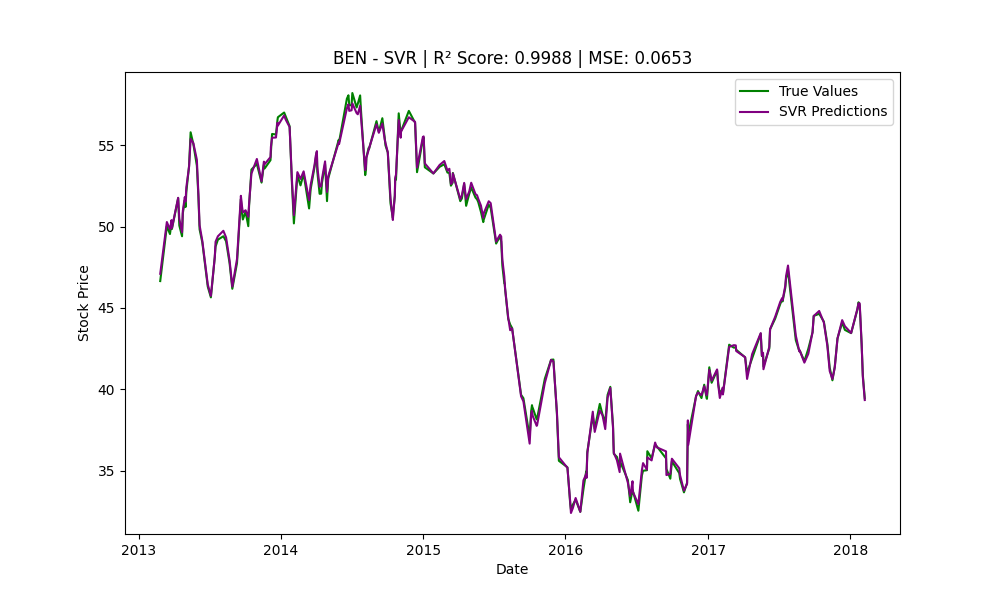 BEN - SVR | R² Score: 0.9988 | MSE: 0.0653
True Values
SVR Predictions
Stock Price
55
50
45
40
35
2013 2014 2015 2016 2017 2018
Date